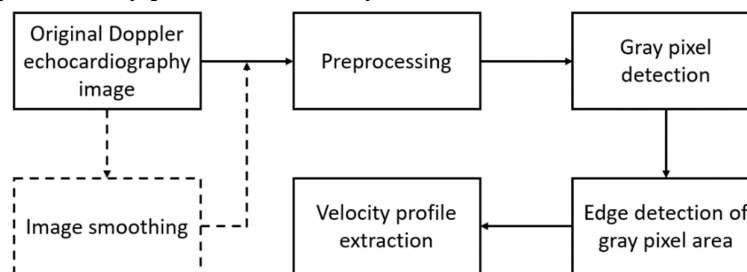 Original Doppler
echocardiography
image
Preprocessing
Gray pixel
detection
Image smoothing
Velocity profile
extraction
Edge detection of
gray pixel area